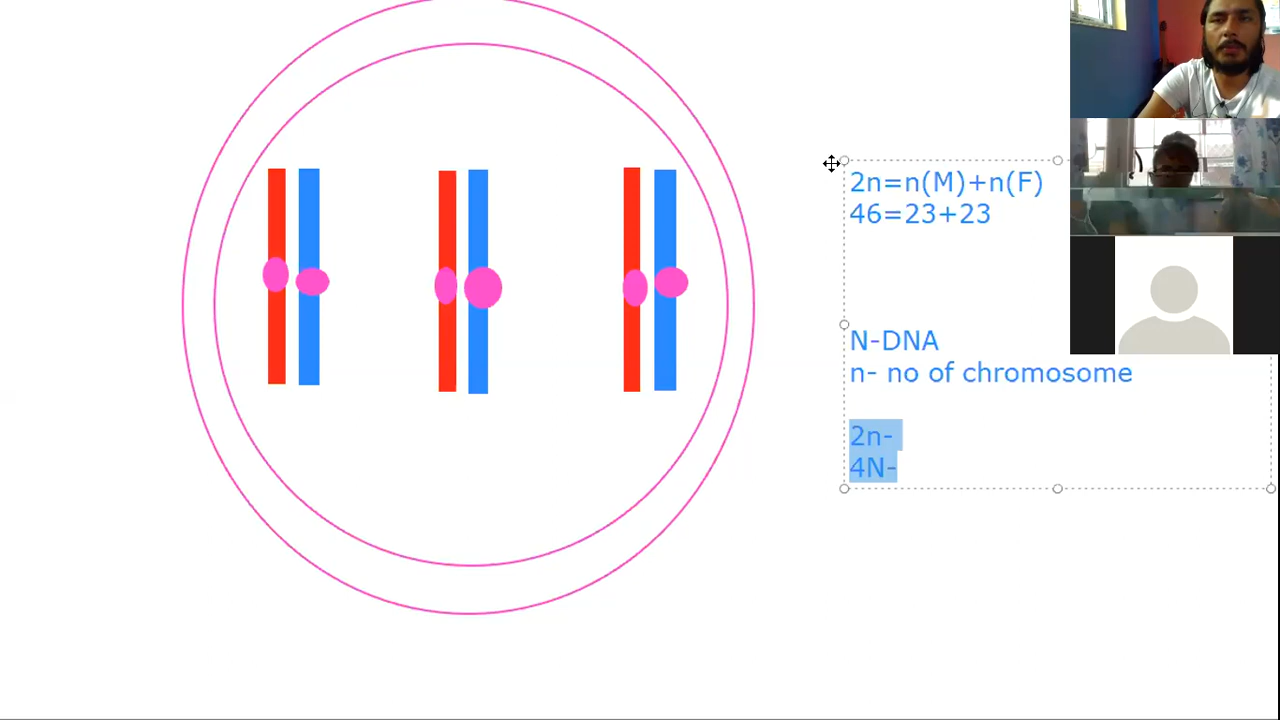 2n=n(M)+n(F)
46=23+23
N-DNA
n- no of chromosome
2n-
4N-